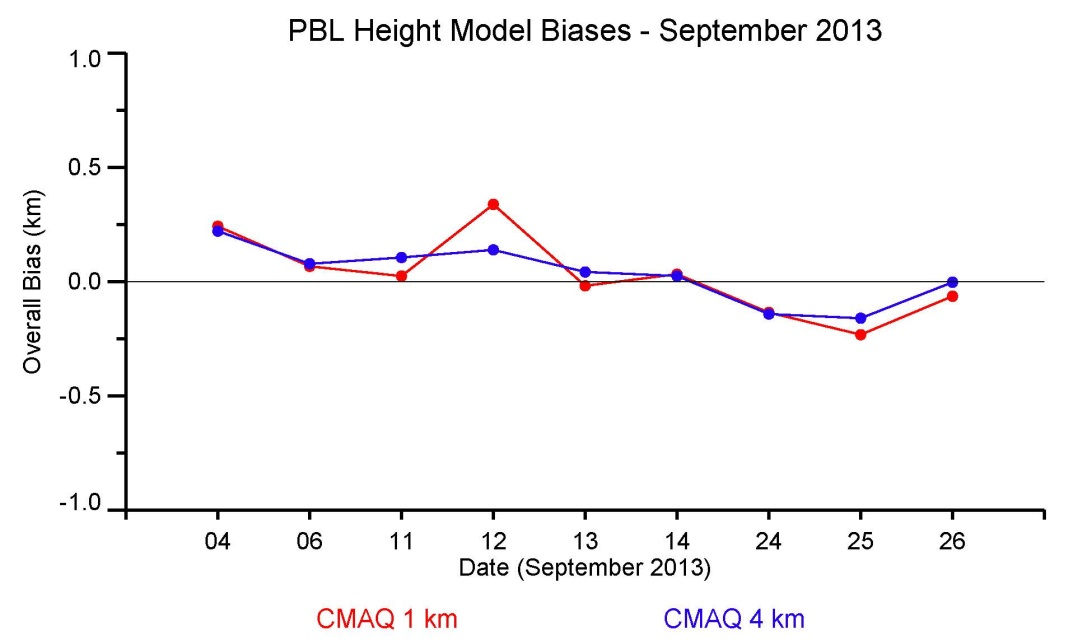 PBL Height Model Biases - September 2013
1.0
0.5
0.0
-0.5
-1.0
Overall Bias (km)
04 06 11 12 13 14 24 25 26
Date (September 2013)
CMAQ 1 km CMAQ 4 km